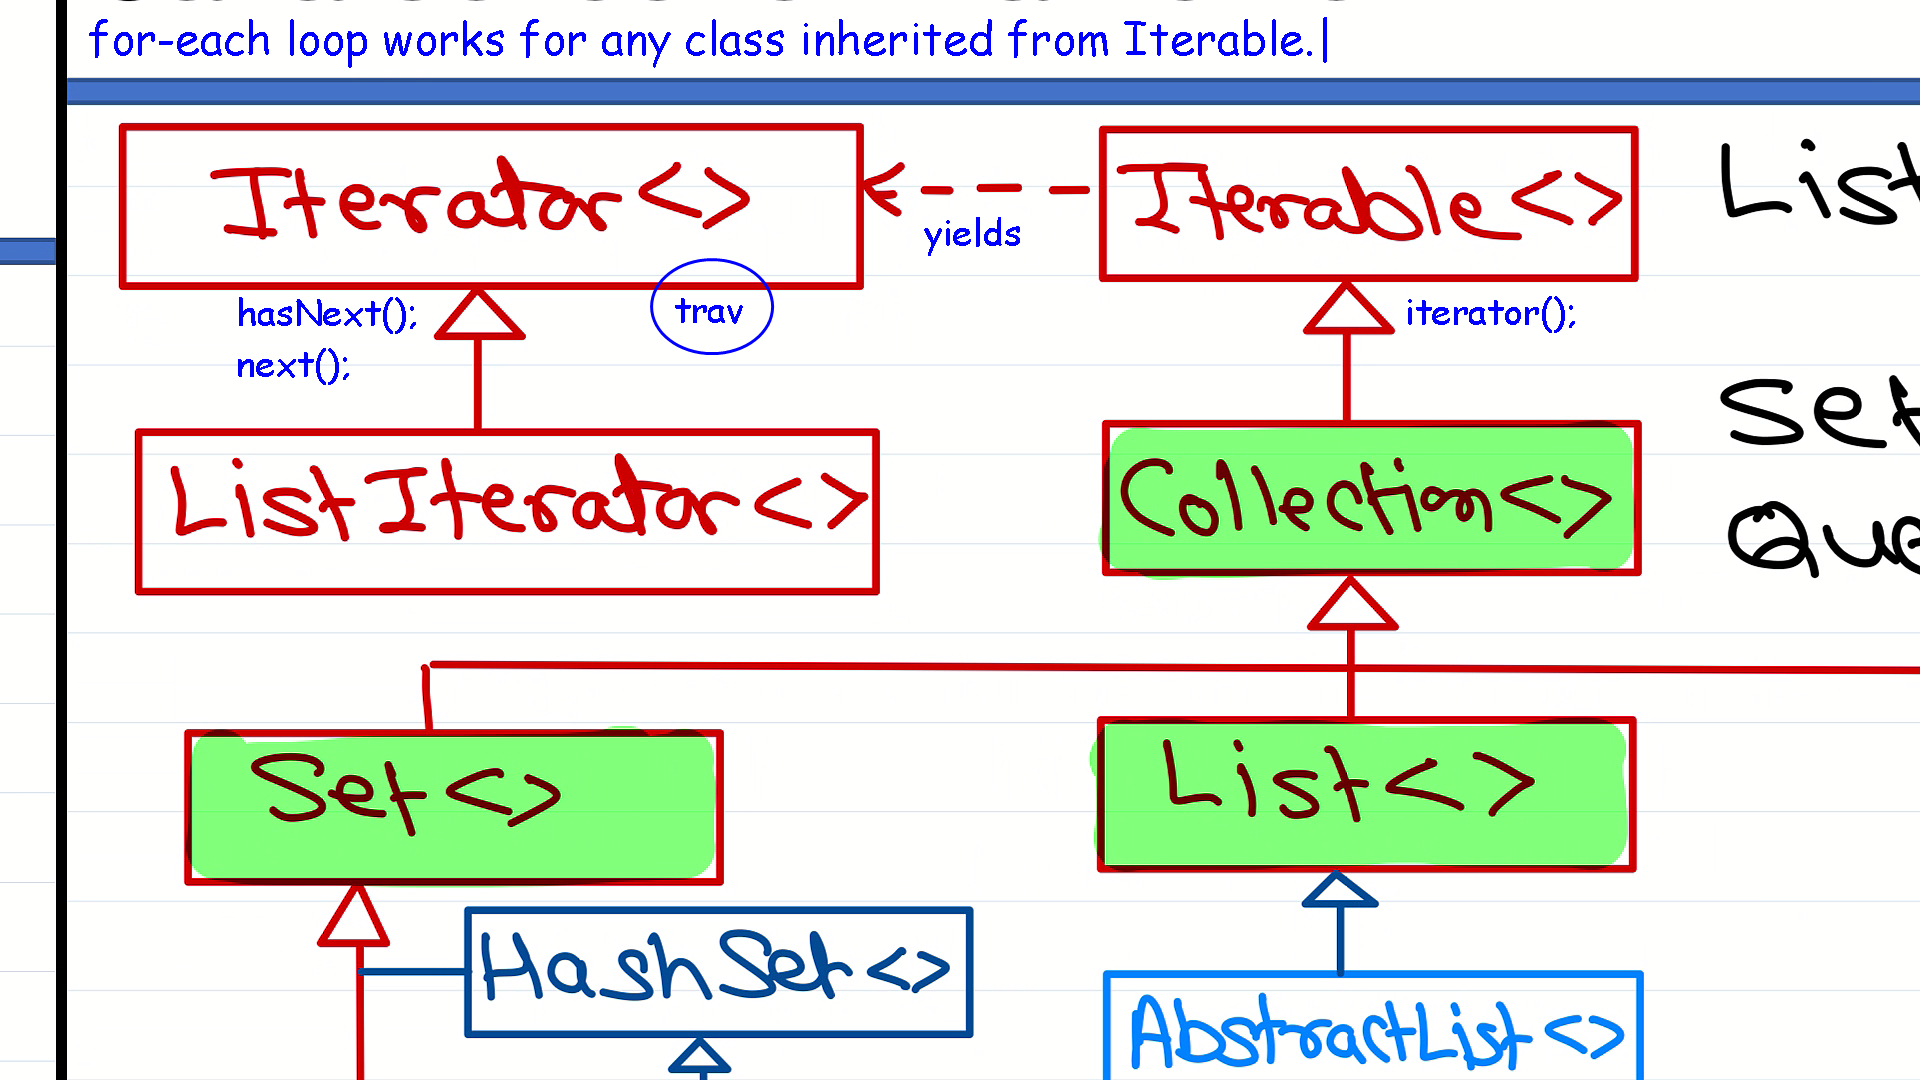 for-each loop works for any class inherited from Iterable.
Iterator<>
yields
Iterable<>
List
hasNext();
next();
trav
iterator();
Set
ListIterator<>
Collection<>
Que
Set<>
List<>
HashSet<>
AbstractList<>